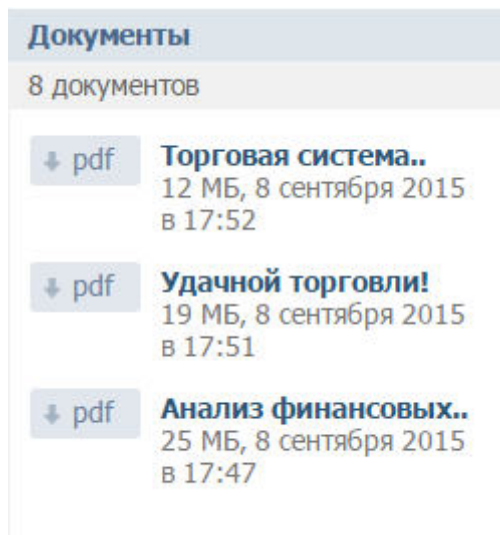 Документы
8 документов
pdf
Торговая система..
12 МБ, 8 сентября 2015
в 17:52
pdf
Удачной торговли!
19 МБ, 8 сентября 2015
в 17:51
pdf
Анализ финансовых..
25 МБ, 8 сентября 2015
в 17:47